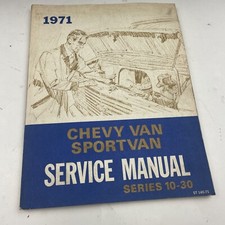 1971
CHEVY VAN
SPORTVAN
SERVICE MANUAL
SERIES 10-30